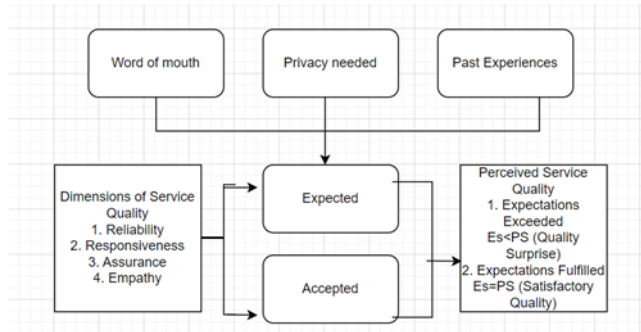 Word of mouth
Privacy needed
Past Experiences
Dimensions of Service
Quality
1. Reliability
2. Responsiveness
3. Assurance
4. Empathy
Expected
Accepted
Perceived Service
Quality
1. Expectations
Exceeded
Es<PS (Quality
Surprise)
2. Expectations Fulfilled
Es=PS (Satisfactory
Quality)